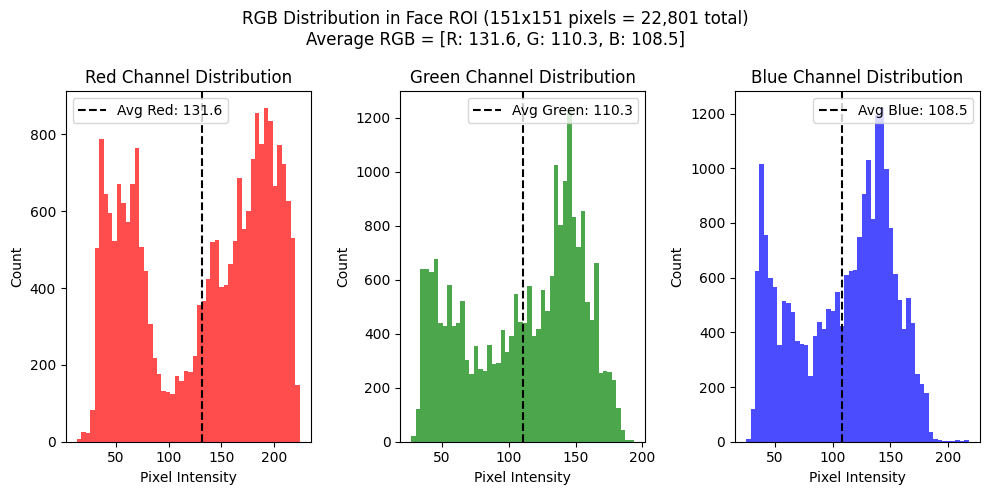 RGB Distribution in Face ROI (151x151 pixels = 22,801 total)
Average RGB = [R: 131.6, G: 110.3, B: 108.5]
Red Channel Distribution
Avg Red: 131.6
Count
0
200
400
600
800
50
100
150
200
Pixel Intensity
Green Channel Distribution
Avg Green: 110.3
Count
0
200
400
600
800
1000
1200
50
100
150
200
Pixel Intensity
Blue Channel Distribution
Avg Blue: 108.5
Count
0
200
400
600
800
1000
1200
50
100
150
200
Pixel Intensity